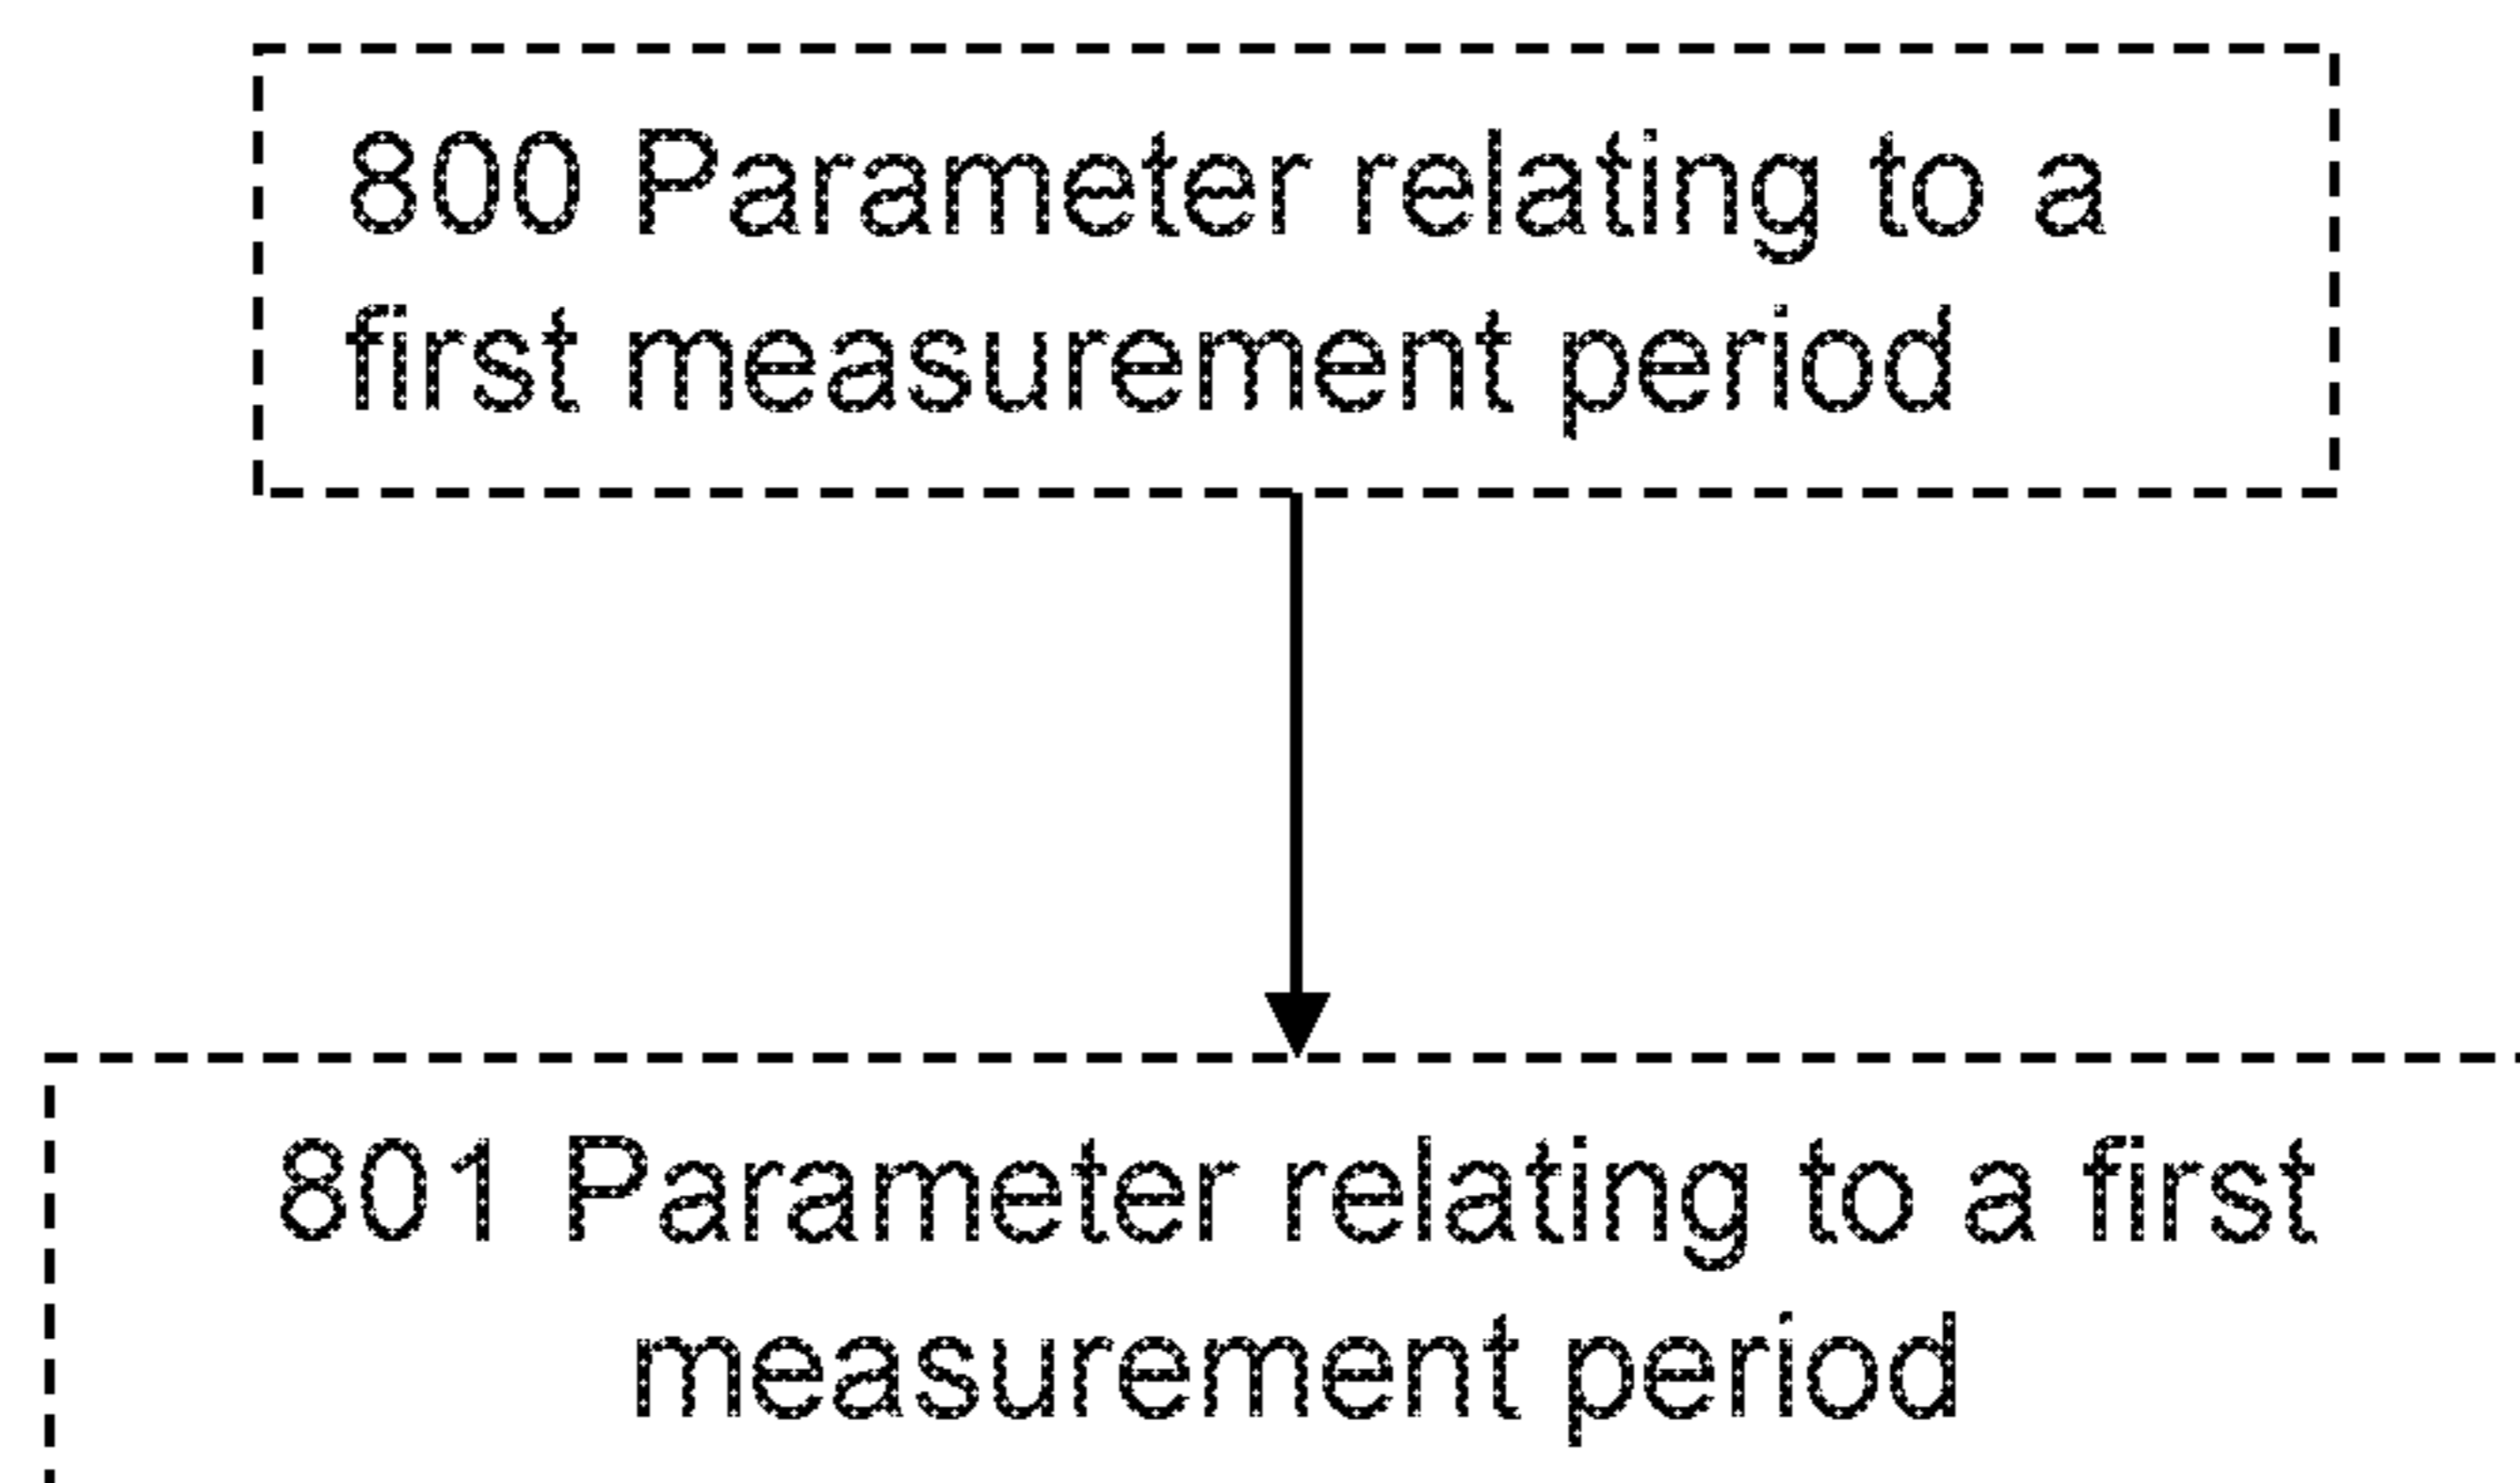 800 Parameter relating to a
first measurement period
801 Parameter relating to a first
measurement period